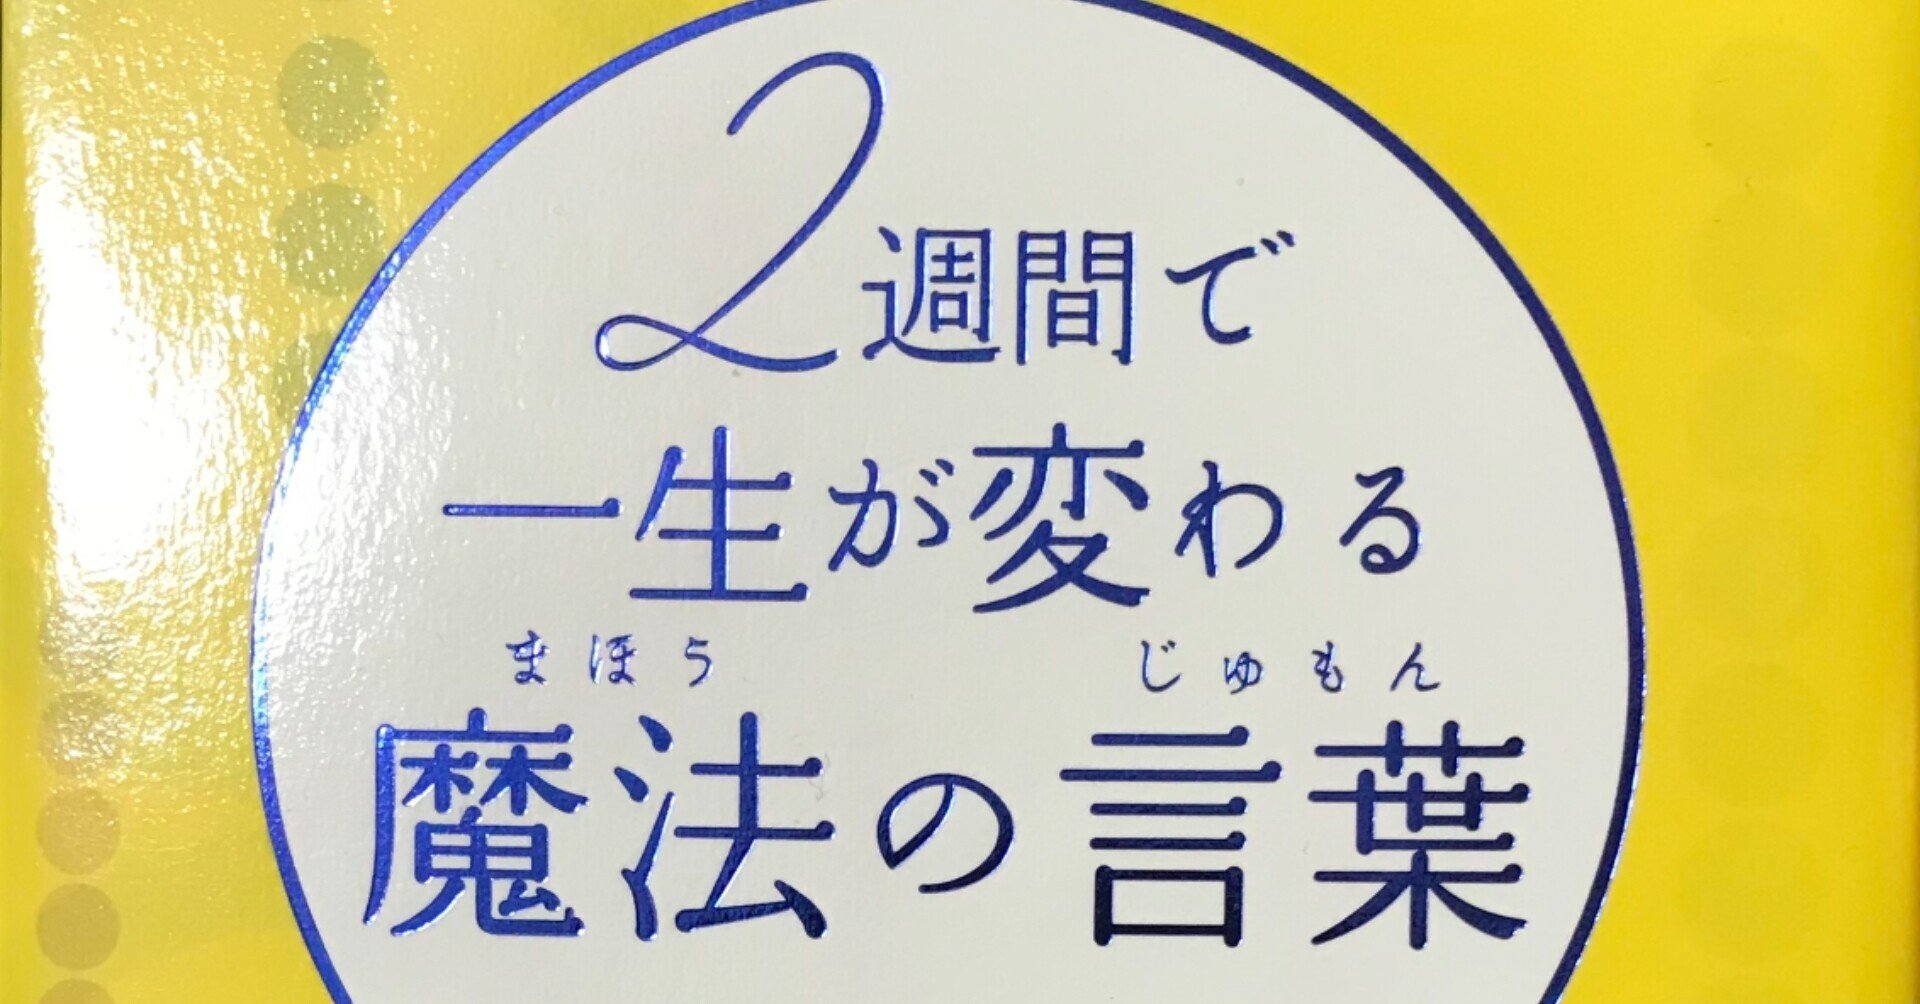 2週間で
一生が変わる
まほう じゅもん
魔法の言葉